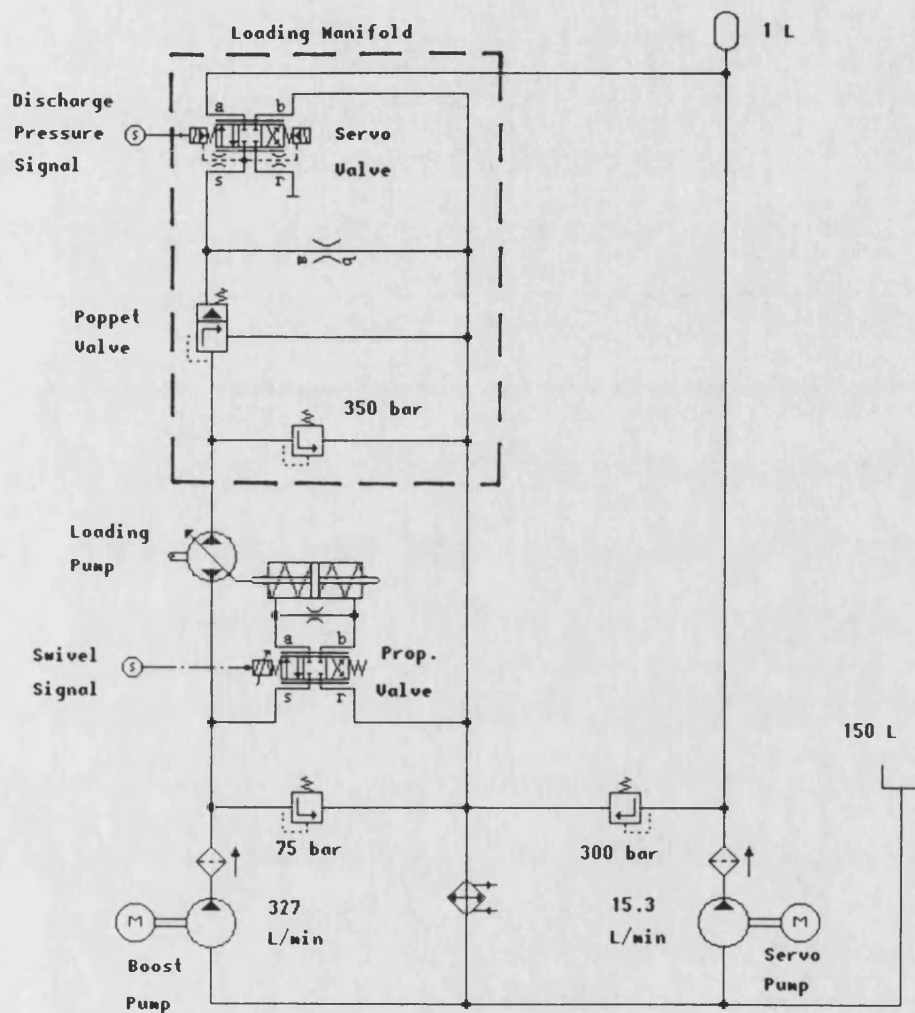 Loading Manifold
1 L
Discharge
Pressure
Signal
S
a
b
s
r
Servo
Valve
a
b
Poppet
Valve
350 bar
Loading
Pump
Swivel
Signal
S
a
b
s
r
Prop.
Valve
150 L
75 bar
300 bar
M
327
L/min
Boost
Pump
15.3
L/min
M
Servo
Pump